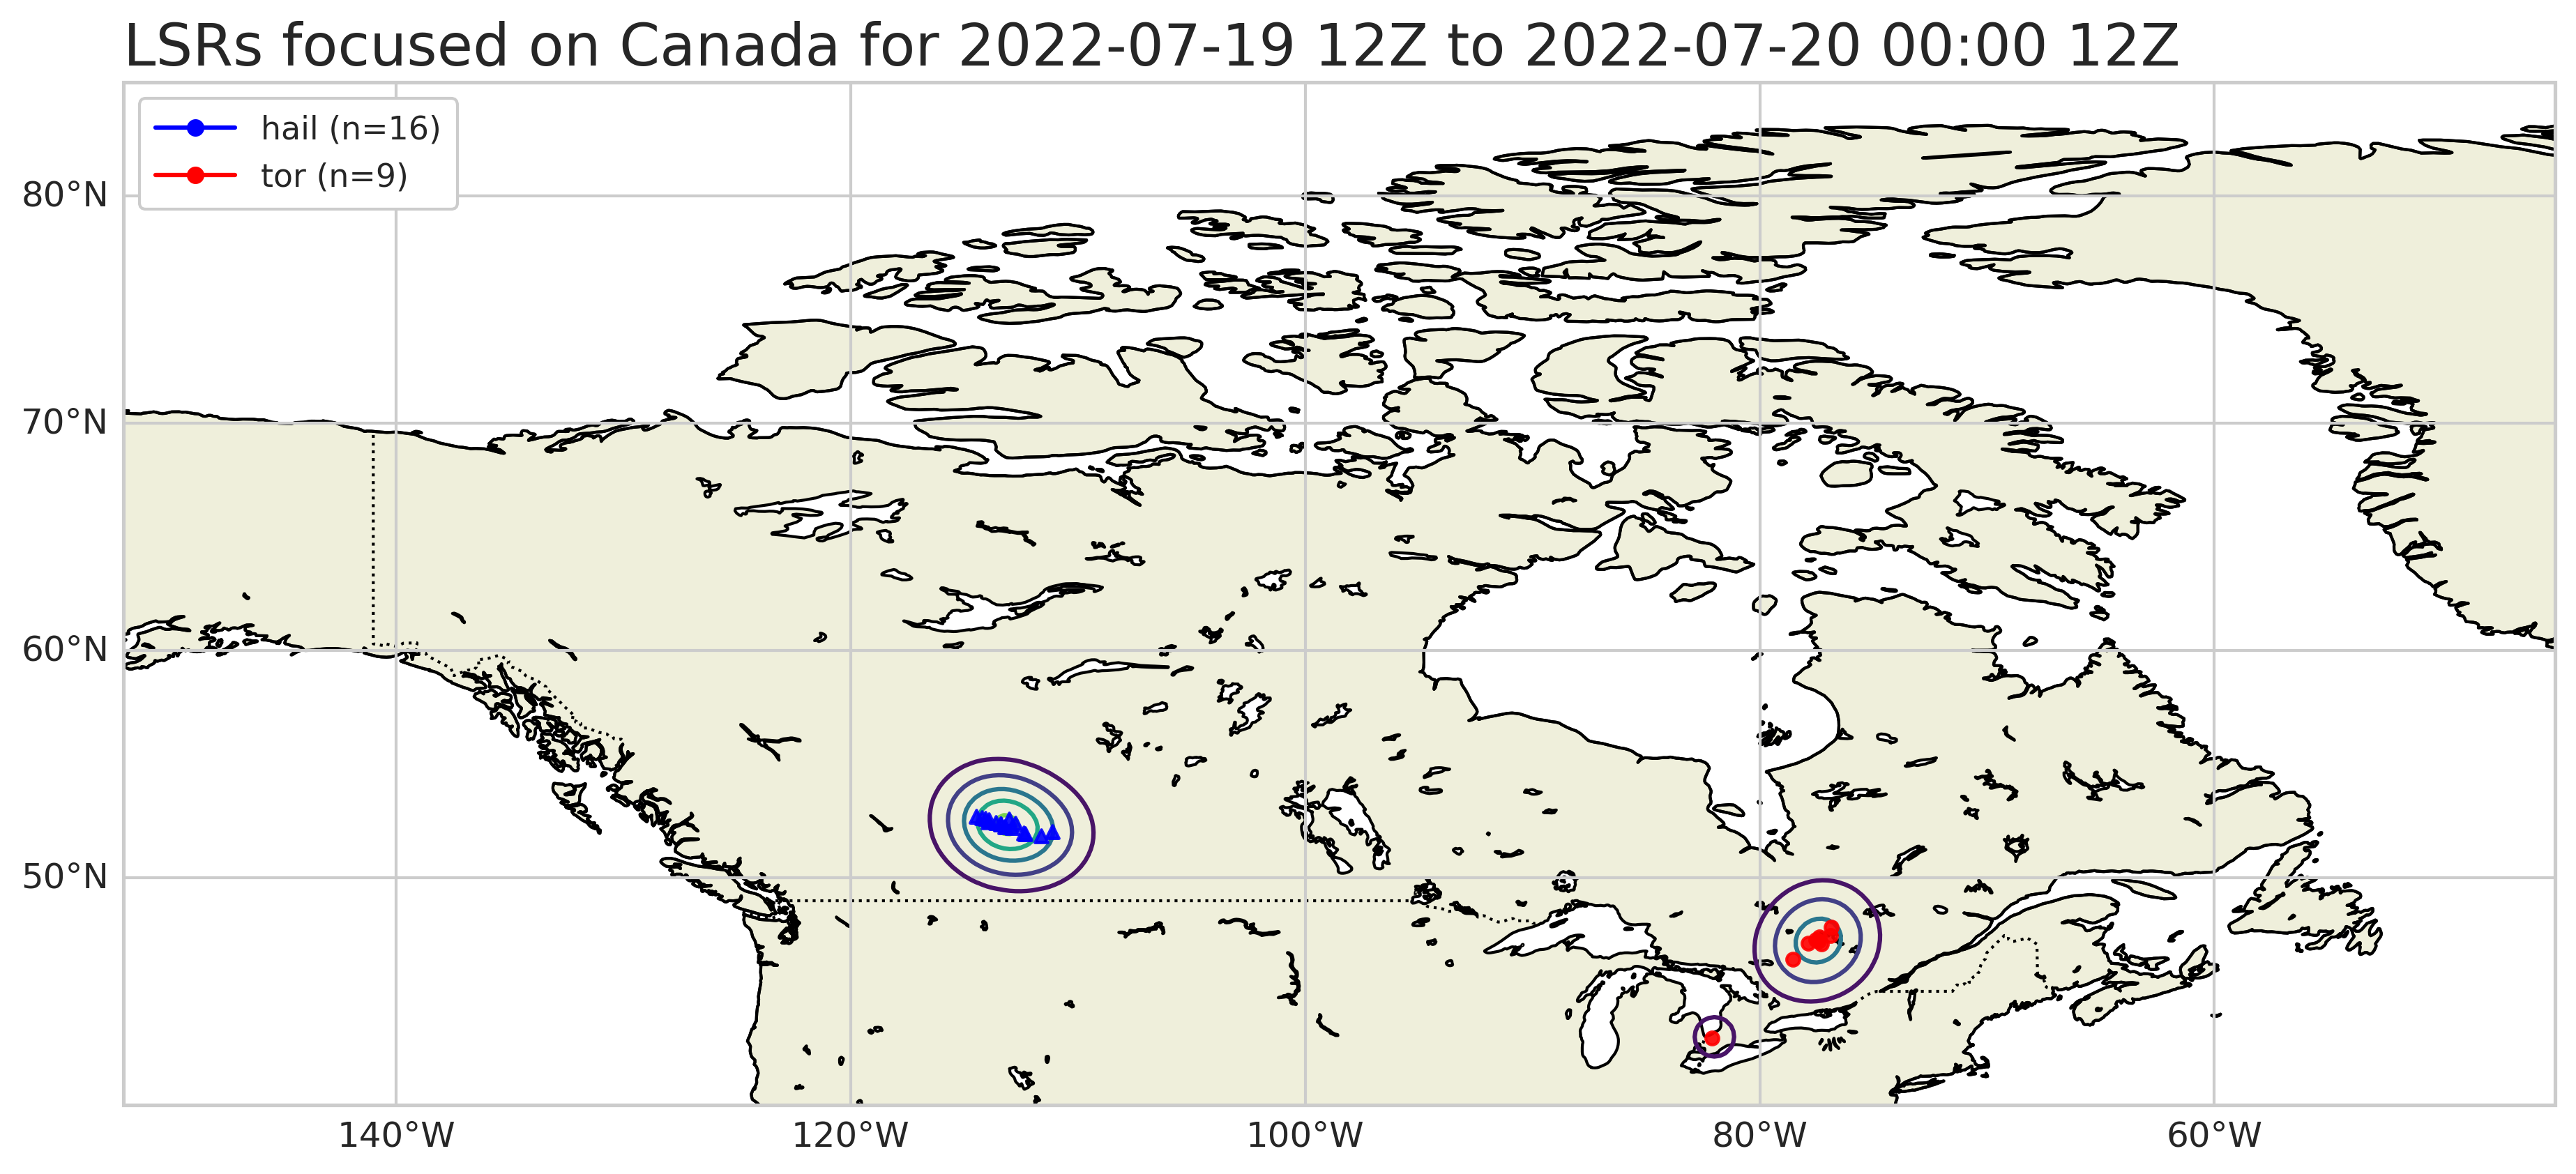 LSRs focused on Canada for 2022-07-19 12Z to 2022-07-20 00:00 12Z
hail (n=16)
tor (n=9)
80°N
70°N
60°N
50°N
140°W
120°W
100°W
80°W
60°W